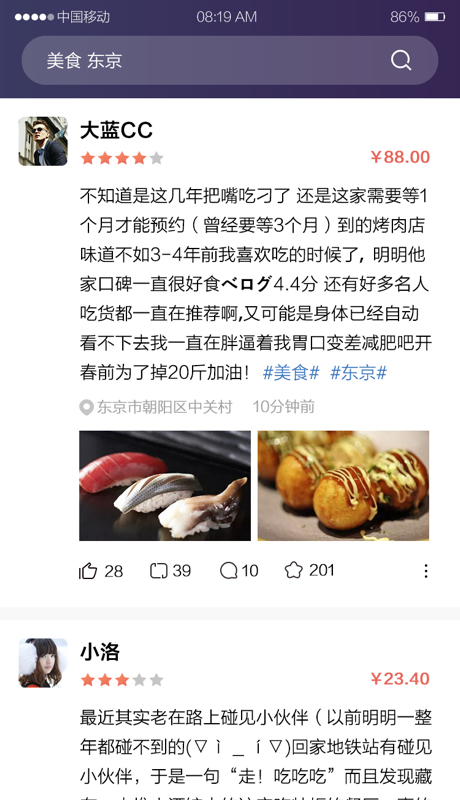 中国移动 08:19 AM 86%
美食 东京
大蓝CC
¥88.00
不知道是这几年把嘴吃刁了 还是这家需要等1
个月才能预约（曾经要等3个月）到的烤肉店
味道不如3-4年前我喜欢吃的时候了, 明明他
家口碑一直很好食べログ4.4分 还有好多名人
吃货都一直在推荐啊,又可能是身体已经自动
看不下去我一直在胖逼着我胃口变差减肥吧开
春前为了掉20斤加油！ #美食# #东京#
东京市朝阳区中关村 10分钟前
28 39 10 201
小洛
¥23.40
最近其实老在路上碰见小伙伴（以前明明一整
年都碰不到的(▽ì _ í▽)回家地铁站有碰见
小伙伴，于是一句“走！吃吃吃”而且发现藏